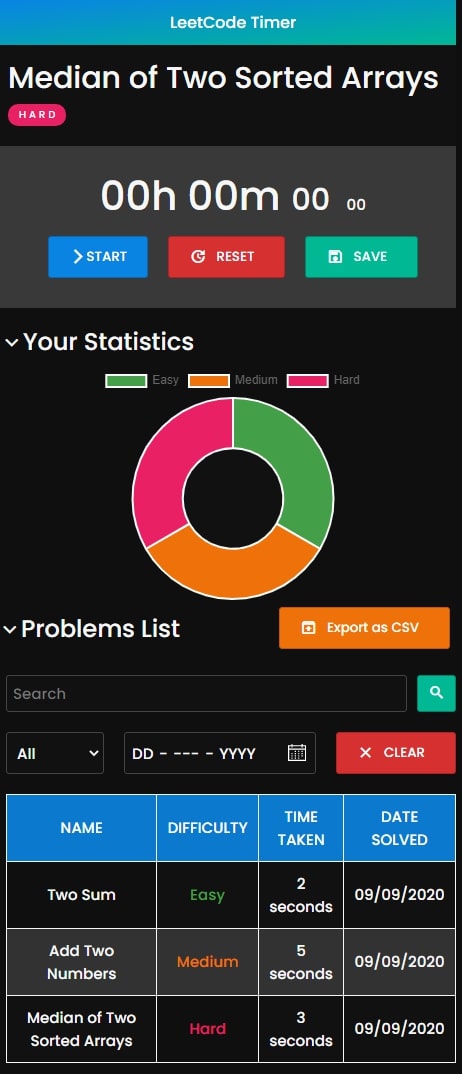 LeetCode Timer
Median of Two Sorted Arrays
HARD
00h 00m 00 00
START RESET SAVE
Your Statistics
Easy Medium Hard
Problems List
Export as CSV
Search
All DD - --- - YYYY CLEAR
NAME DIFFICULTY TIME TAKEN DATE SOLVED
Two Sum Easy 2 seconds 09/09/2020
Add Two Numbers Medium 5 seconds 09/09/2020
Median of Two Sorted Arrays Hard 3 seconds 09/09/2020